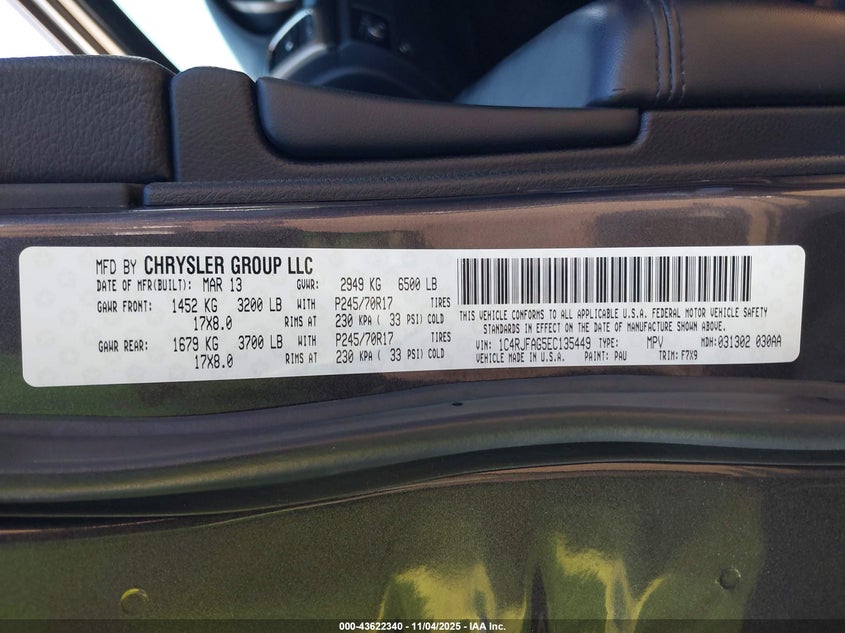 MFD BY CHRYSLER GROUP LLC
DATE OF MFR(BUILT): MAR 13 GVWR: 2949 KG 6500 LB
GAWR FRONT: 1452 KG 3200 LB WITH P245/70R17 TIRES
17X8.0 RIMS AT 230 KPA ( 33 PSI) COLD
GAWR REAR: 1679 KG 3700 LB WITH P245/70R17 TIRES
17X8.0 RIMS AT 230 KPA ( 33 PSI) COLD
THIS VEHICLE CONFORMS TO ALL APPLICABLE U.S.A. FEDERAL MOTOR VEHICLE SAFETY
STANDARDS IN EFFECT ON THE DATE OF MANUFACTURE SHOWN ABOVE.
VIN: 1C4RJFAG5EC135449 TYPE: MPV MDH: 031302 030AA
VEHICLE MADE IN U.S.A. PAINT: PAU TRIM: F7X9
000-43622340 - 11/04/2025 - IAA Inc.